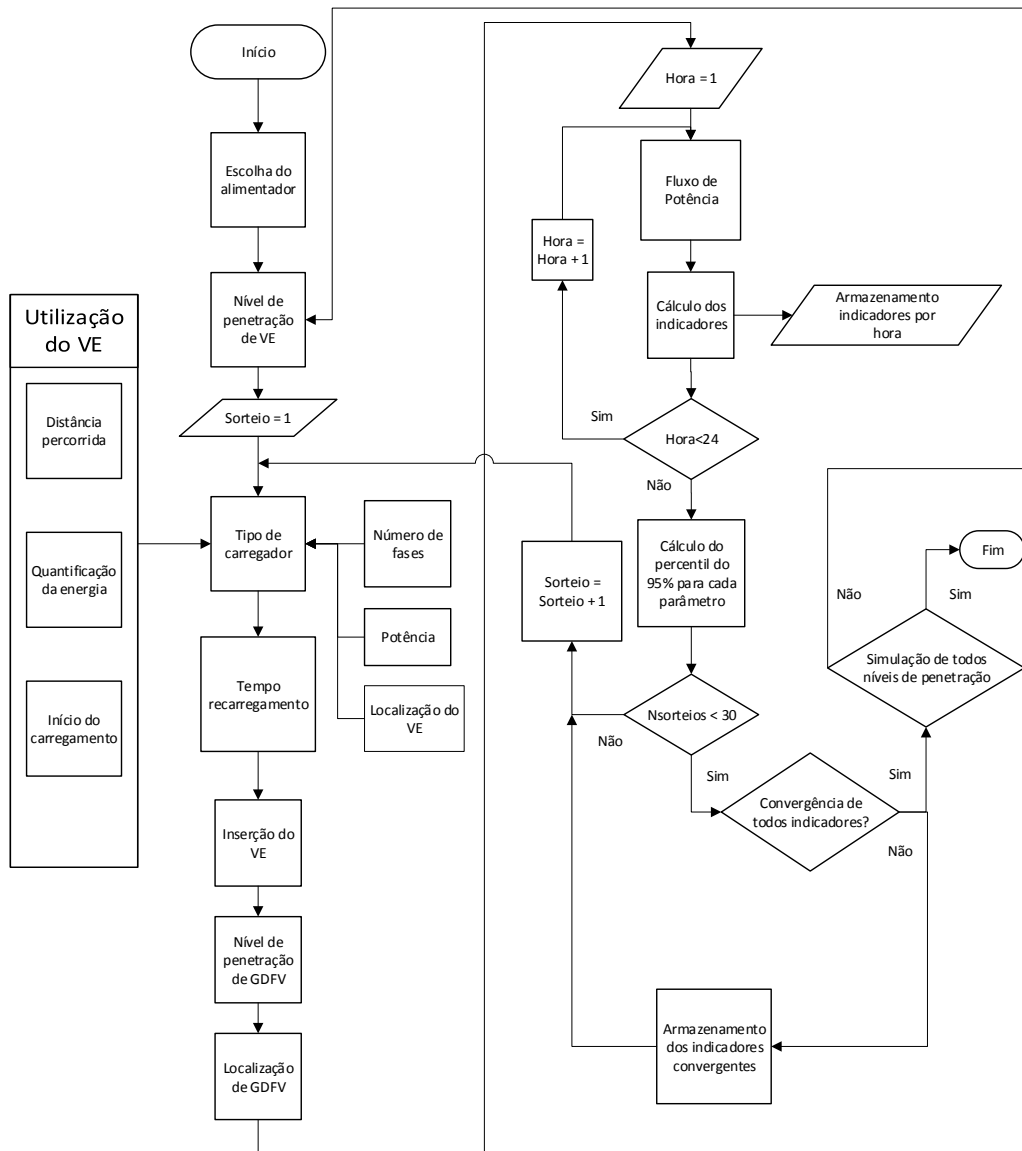 Início
Escolha do
alimentador
Nível de
penetração
de VE
Sorteio = 1
Utilização
do VE
Distância
percorrida
Quantificação
da energia
Início do
carregamento
Tipo de
carregador
Número de
fases
Potência
Localização do
VE
Tempo
recarregamento
Inserção do
VE
Nível de
penetração
de GDFV
Localização
de GDFV
Hora = 1
Fluxo de
Potência
Hora =
Hora + 1
Cálculo dos
indicadores
Armazenamento
indicadores por
hora
Sim
Hora<24
Não
Cálculo do
percentil do
95% para cada
parâmetro
Sorteio =
Sorteio + 1
Nsorteios < 30
Não
Sim
Convergência de
todos indicadores?
Sim
Não
Simulação de todos
níveis de penetração
Não
Sim
Fim
Armazenamento
dos indicadores
convergentes